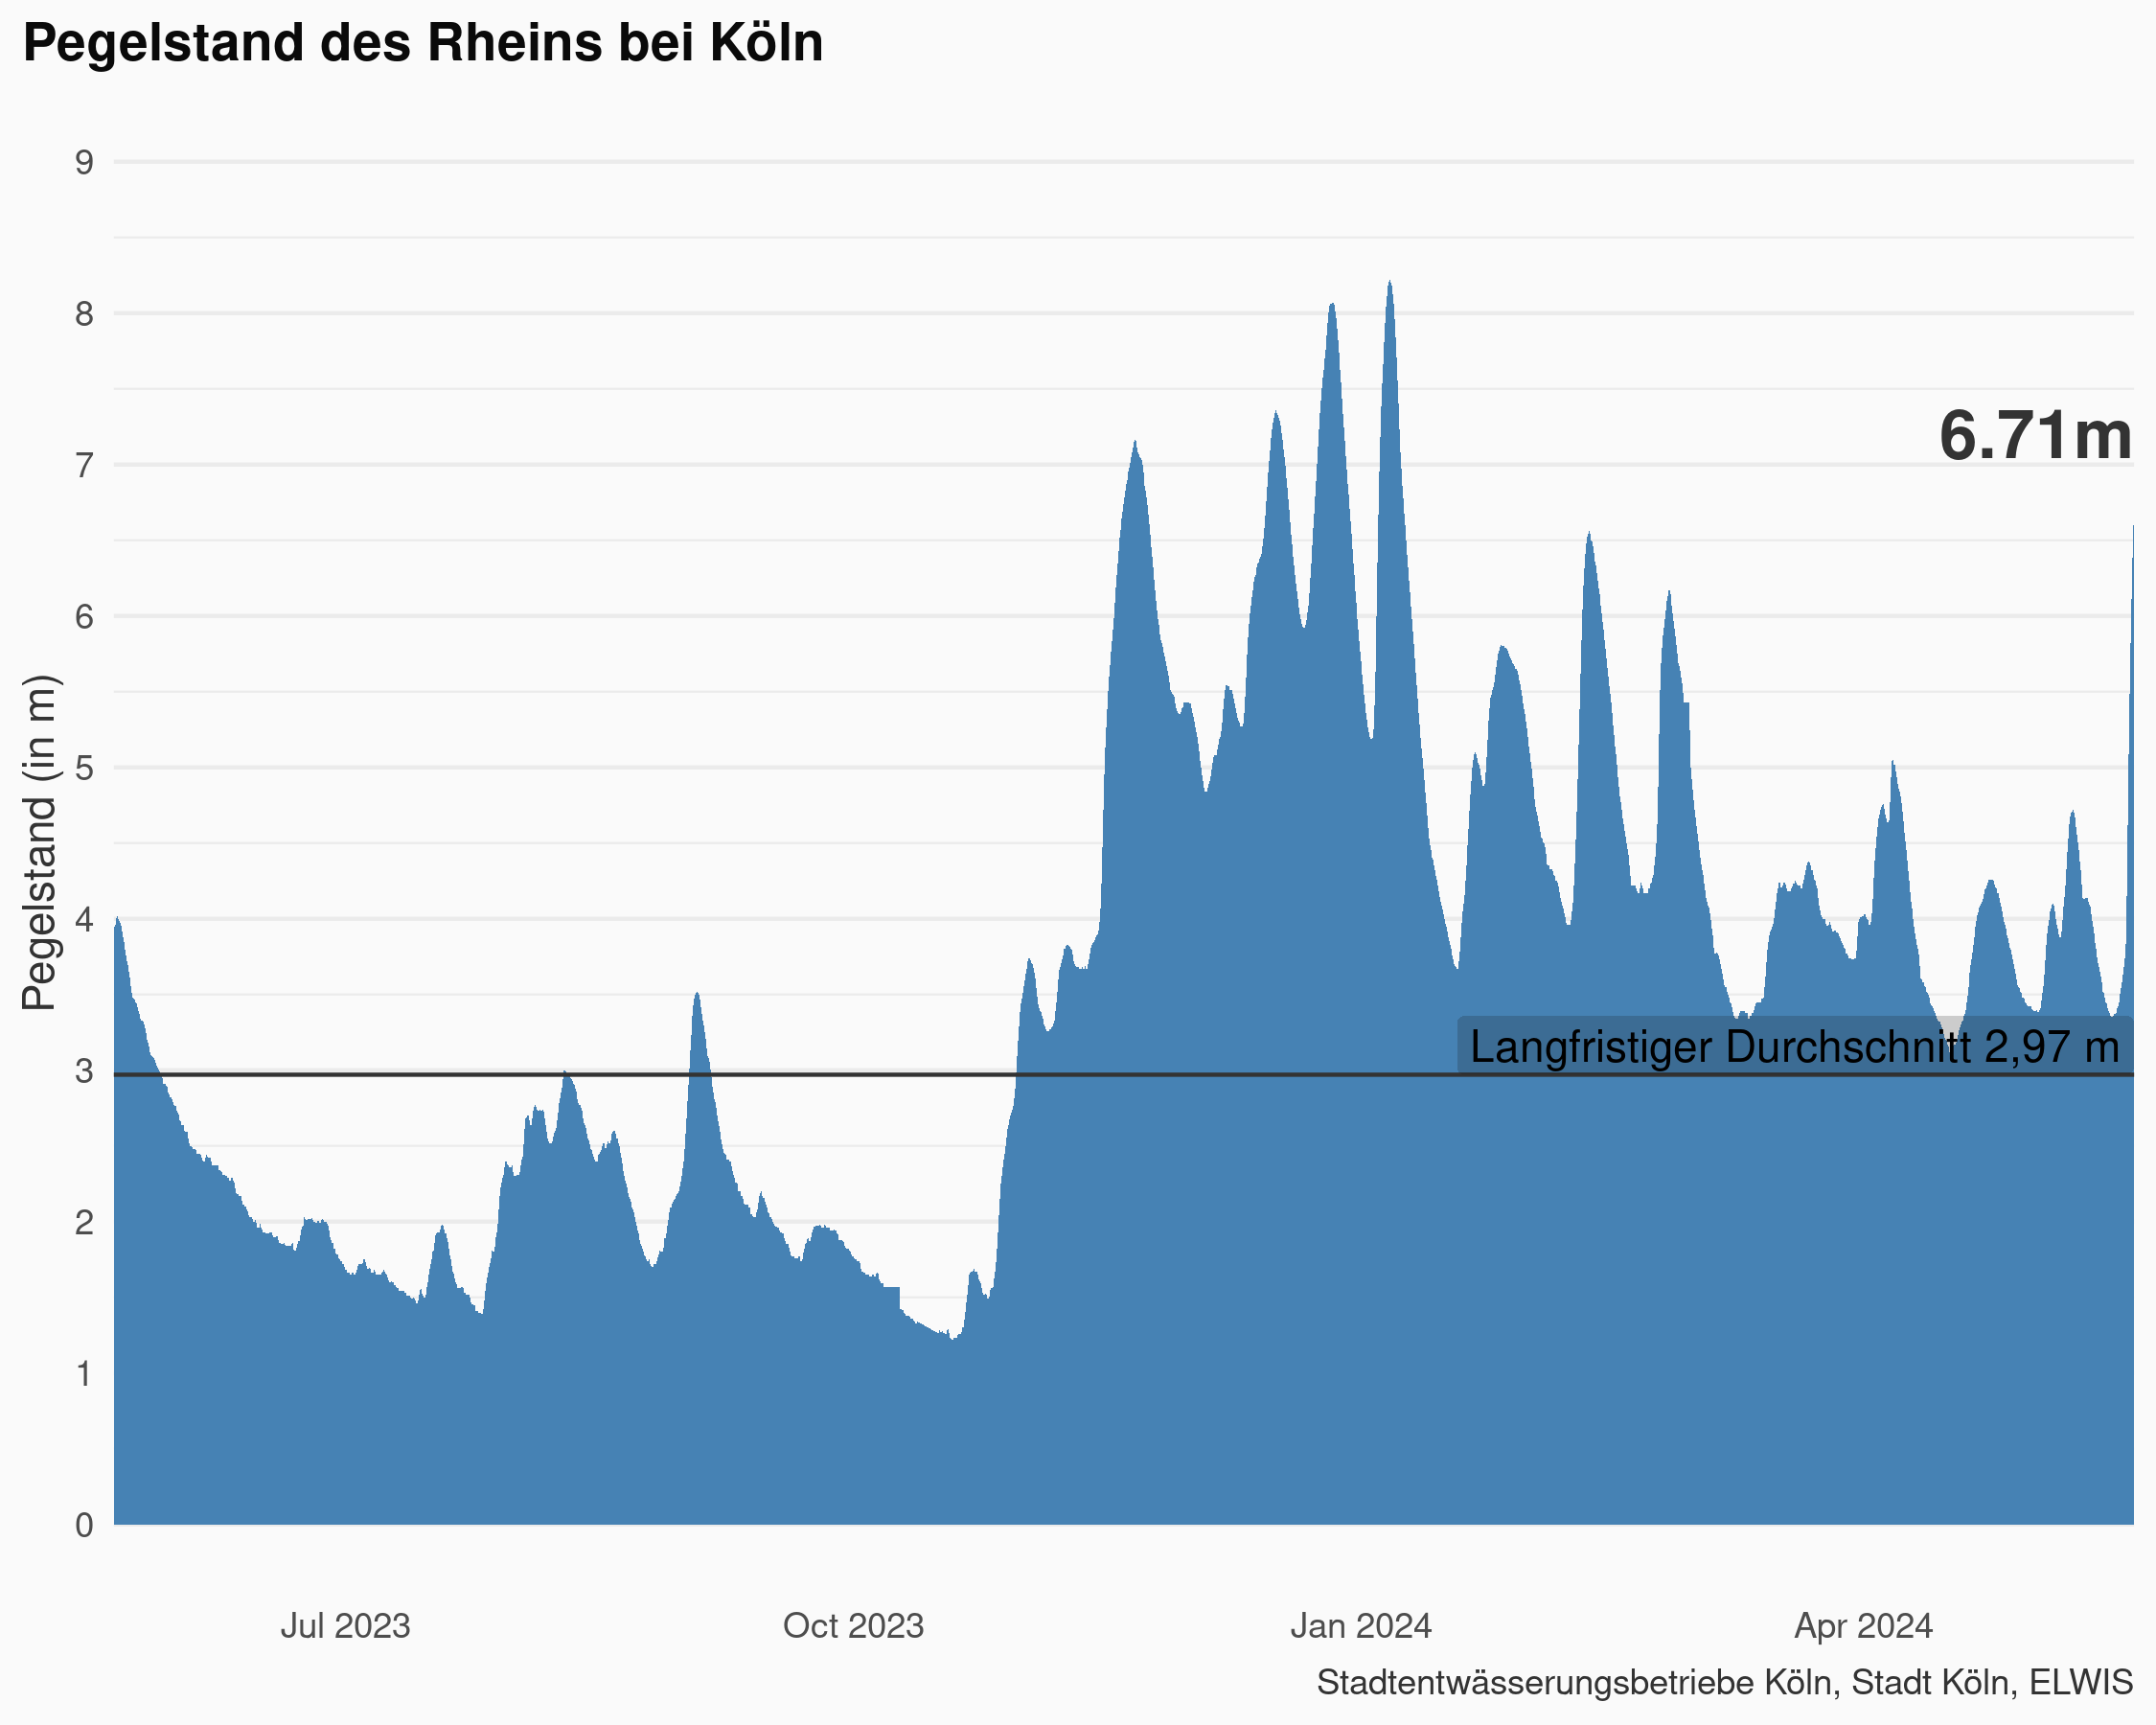 Pegelstand des Rheins bei Köln
9
8
6.71m
7
6
5
Pegelstand (in m)
4
Langfristiger Durchschnitt 2,97 m
3
2
1
0
Jul 2023 Oct 2023 Jan 2024 Apr 2024
Stadtentwässerungsbetriebe Köln, Stadt Köln, ELWIS